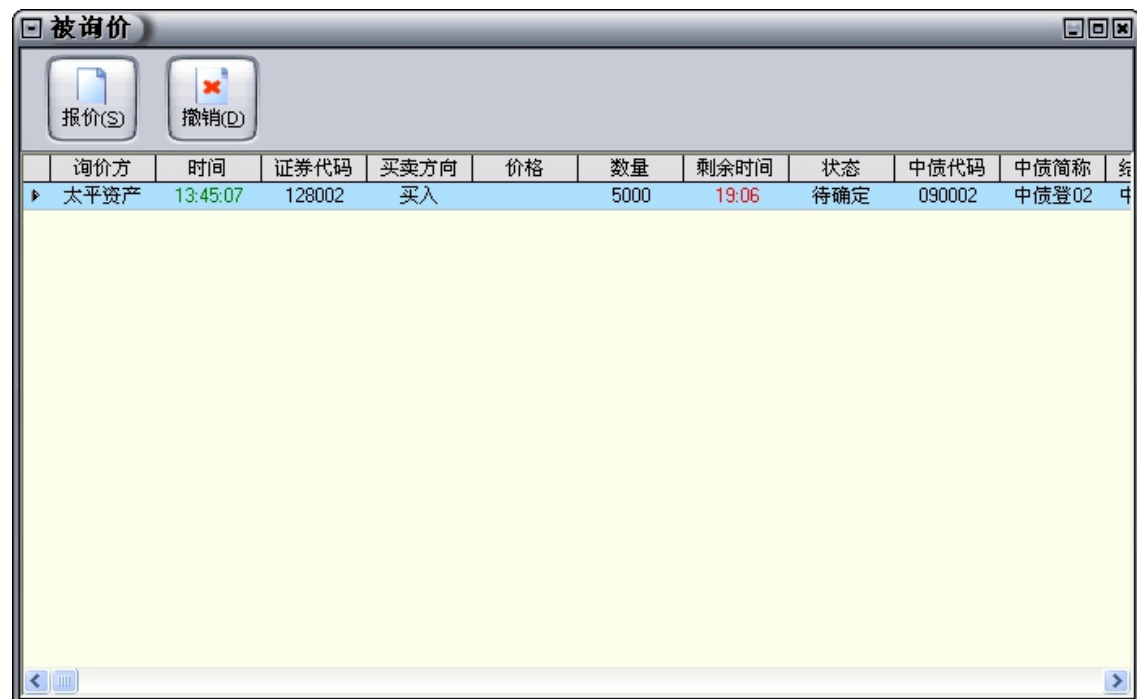 被询价
报价(S) 撤销(D)
询价方 时间 证券代码 买卖方向 价格 数量 剩余时间 状态 中债代码 中债简称
太平资产 13:45:07 128002 买入 5000 19:06 待确定 090002 中债登02